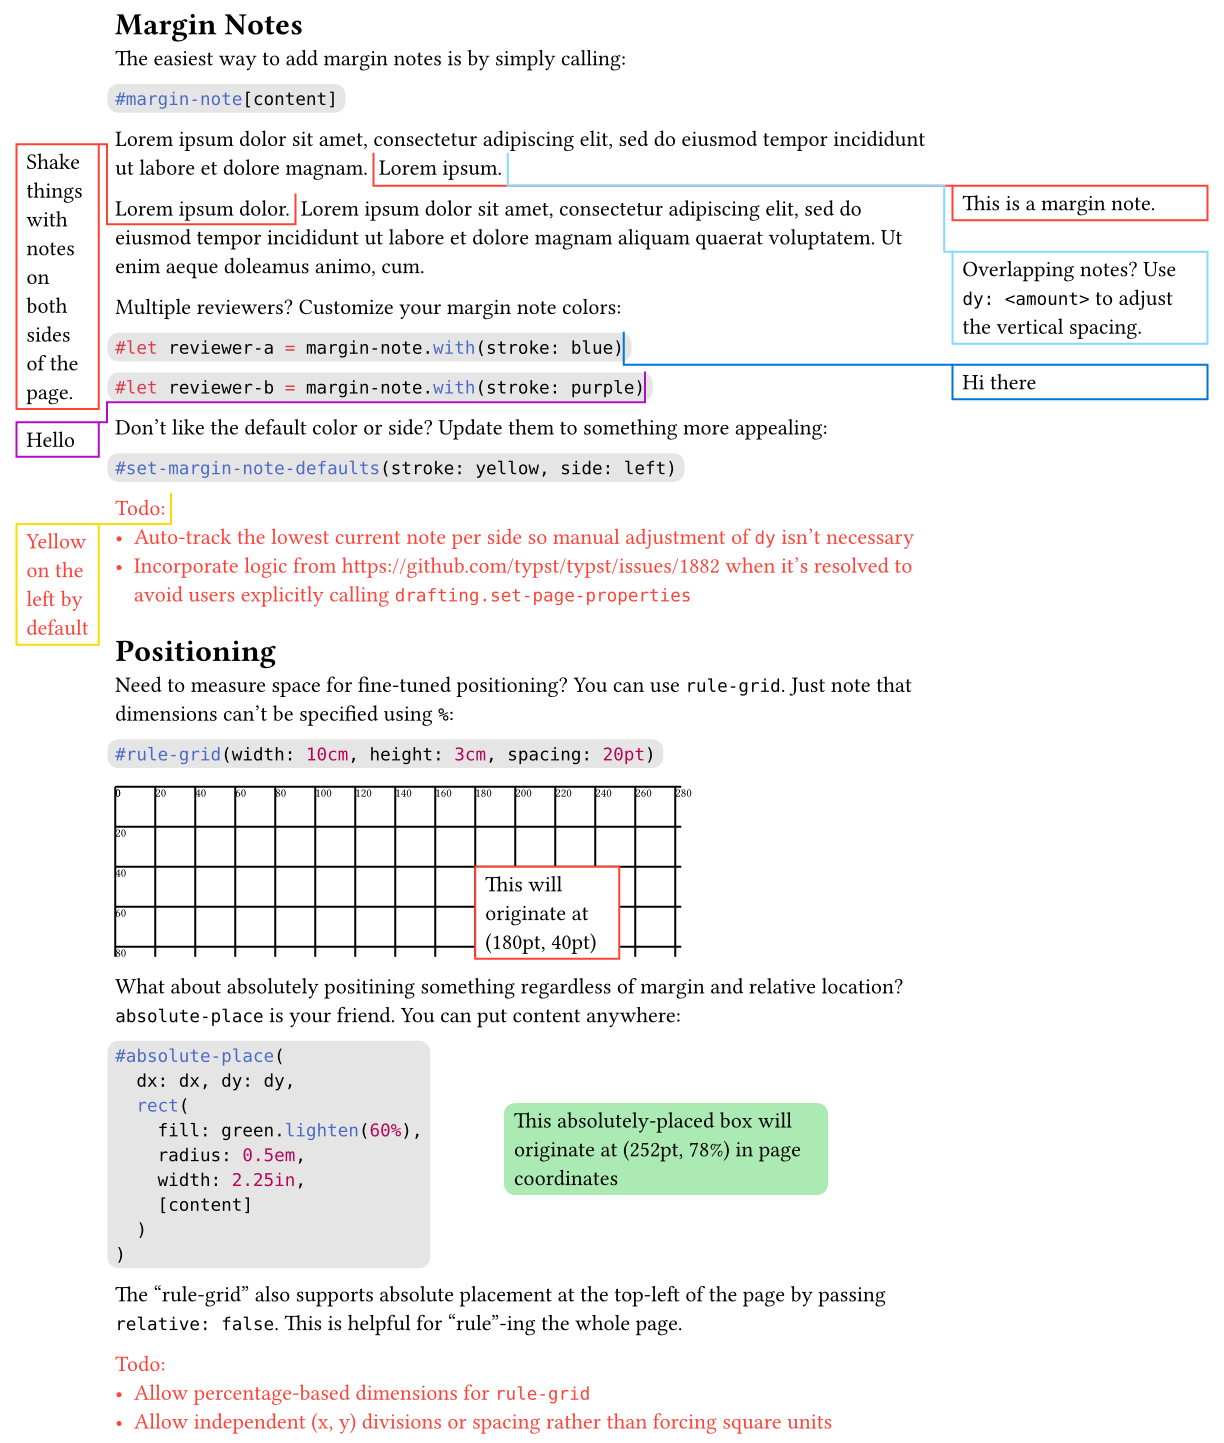 Margin Notes
The easiest way to add margin notes is by simply calling:
#margin-note[content]
Lorem ipsum dolor sit amet, consectetur adipiscing elit, sed do eiusmod tempor incididunt
ut labore et dolore magnam. Lorem ipsum.
This is a margin note.
Shake
things
with
notes
on
both
sides
of the
page.
Lorem ipsum dolor. Lorem ipsum dolor sit amet, consectetur adipiscing elit, sed do
eiusmod tempor incididunt ut labore et dolore magnam aliquam quaerat voluptatem. Ut
enim aeque doleamus animo, cum.
Overlapping notes? Use
dy: <amount> to adjust
the vertical spacing.
Multiple reviewers? Customize your margin note colors:
#let reviewer-a = margin-note.with(stroke: blue)
Hi there
#let reviewer-b = margin-note.with(stroke: purple)
Hello
Don't like the default color or side? Update them to something more appealing:
#set-margin-note-defaults(stroke: yellow, side: left)
Todo:
Yellow
on the
left by
default
• Auto-track the lowest current note per side so manual adjustment of dy isn't necessary
• Incorporate logic from https://github.com/typst/typst/issues/1882 when it's resolved to
avoid users explicitly calling drafting.set-page-properties
Positioning
Need to measure space for fine-tuned positioning? You can use rule-grid. Just note that
dimensions can't be specified using %:
#rule-grid(width: 10cm, height: 3cm, spacing: 20pt)
0 20 40 60 80 100 120 140 160 180 200 220 240 260 280
20
40
60
80
This will
originate at
(180pt, 40pt)
What about absolutely positining something regardless of margin and relative location?
absolute-place is your friend. You can put content anywhere:
#absolute-place(
dx: dx, dy: dy,
rect(
fill: green.lighten(60%),
radius: 0.5em,
width: 2.25in,
[content]
)
)
This absolutely-placed box will
originate at (252pt, 78%) in page
coordinates
The “rule-grid” also supports absolute placement at the top-left of the page by passing
relative: false. This is helpful for “rule”-ing the whole page.
Todo:
• Allow percentage-based dimensions for rule-grid
• Allow independent (x, y) divisions or spacing rather than forcing square units